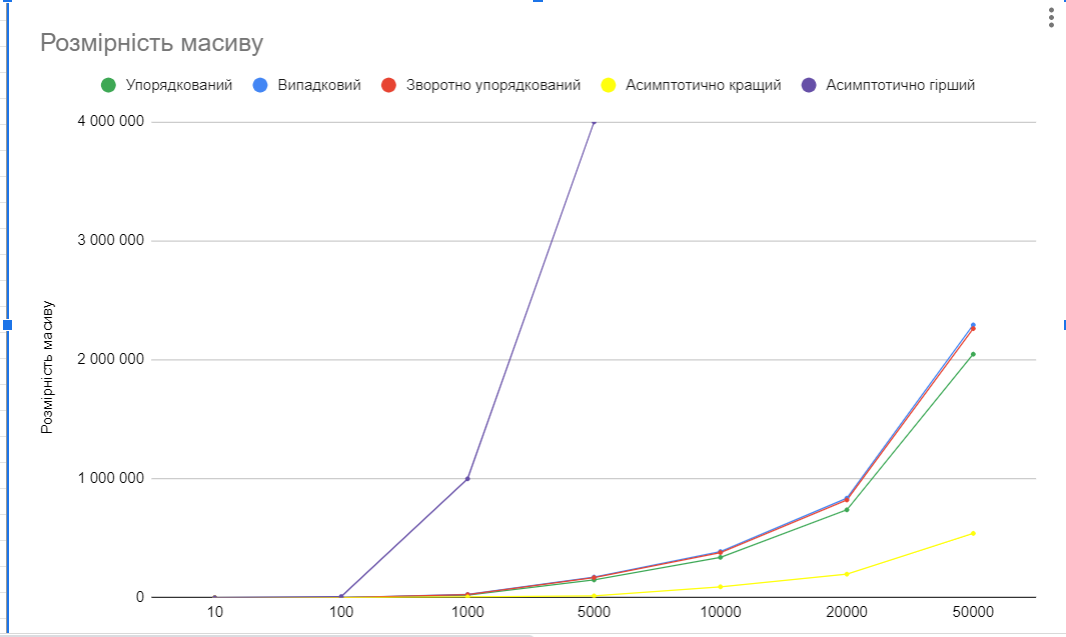 Розмірність масиву
Упорядкований Випадковий Зворотно упорядкований Асимптотично кращий Асимптотично гірший
4 000 000
3 000 000
2 000 000
1 000 000
0
Розмірність масиву
10 100 1000 5000 10000 20000 50000